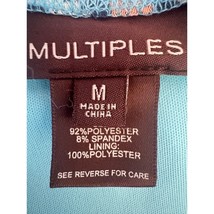 MULTIPLES
M
MADE IN
CHINA
92%POLYESTER
8% SPANDEX
LINING:
100%POLYESTER
SEE REVERSE FOR CARE